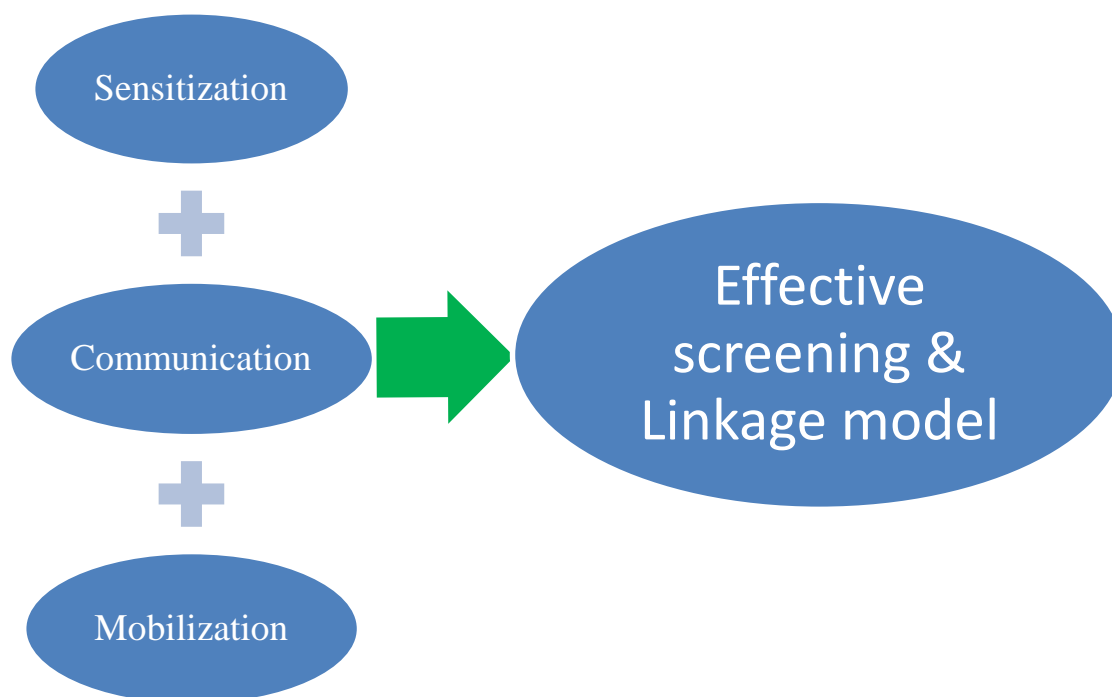 Sensitization
Communication
Mobilization
Effective
screening &
Linkage model